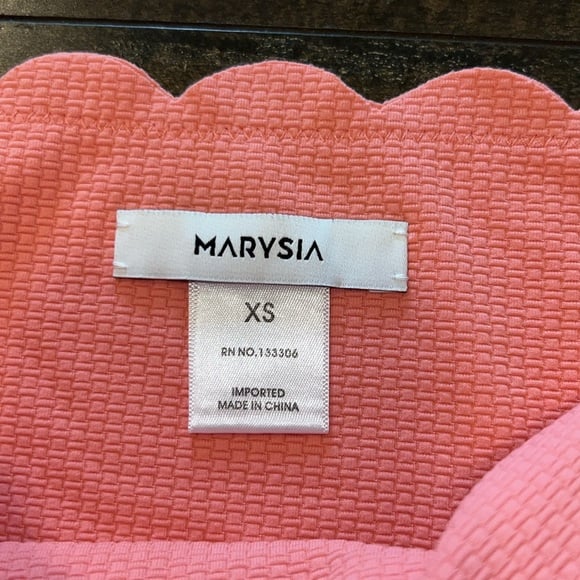 MARYSIA
XS
RN NO.133306
IMPORTED
MADE IN CHINA